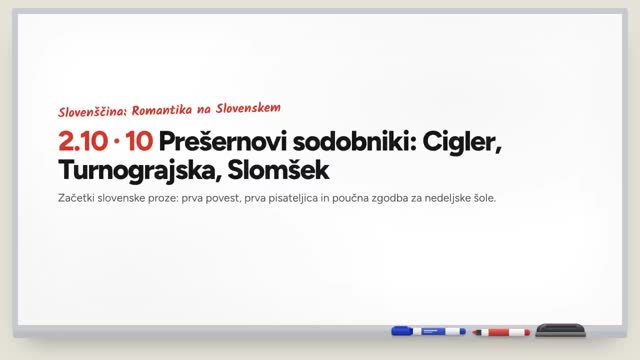 Slovenščina: Romantika na Slovenskem
2.10 · 10 Prešernovi sodobniki: Cigler,
Turnograjska, Slomšek
Začetki slovenske proze: prva povest, prva pisateljica in poučna zgodba za nedeljske šole.